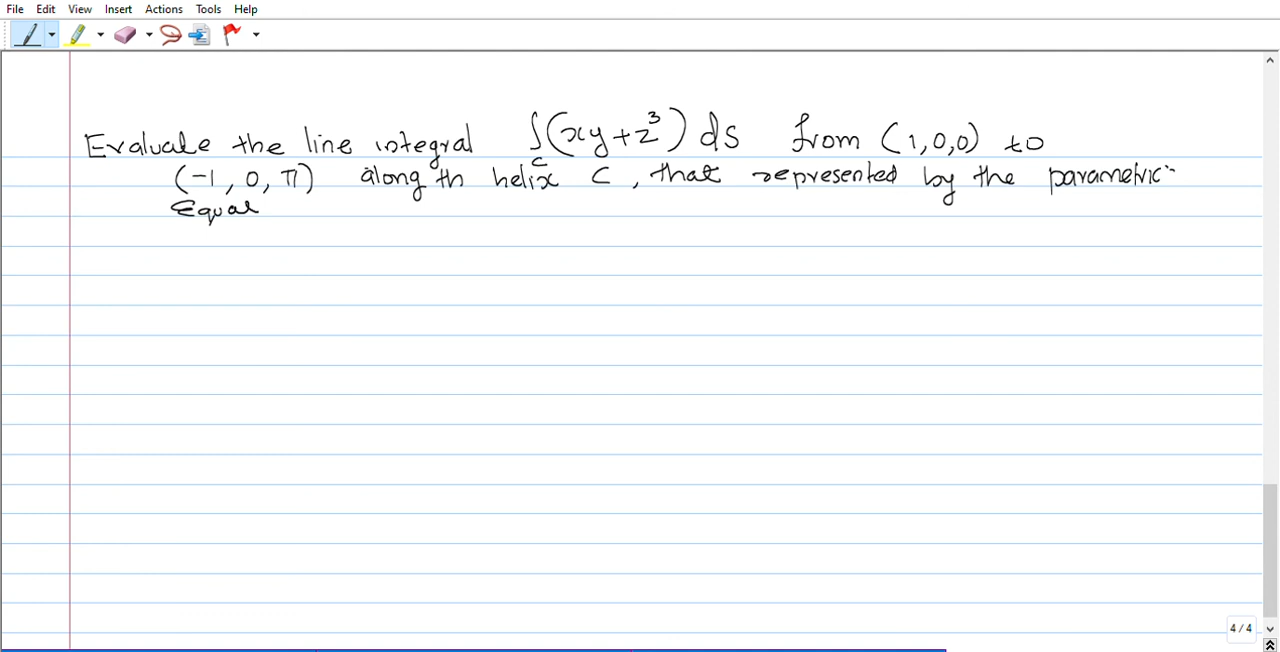 File Edit View Insert Actions Tools Help
Evaluate the line integral ∫_C (xy+z³) ds from (1,0,0) to
(-1, 0, π) along th helix C, that represented by the parametric
Equat
4 / 4